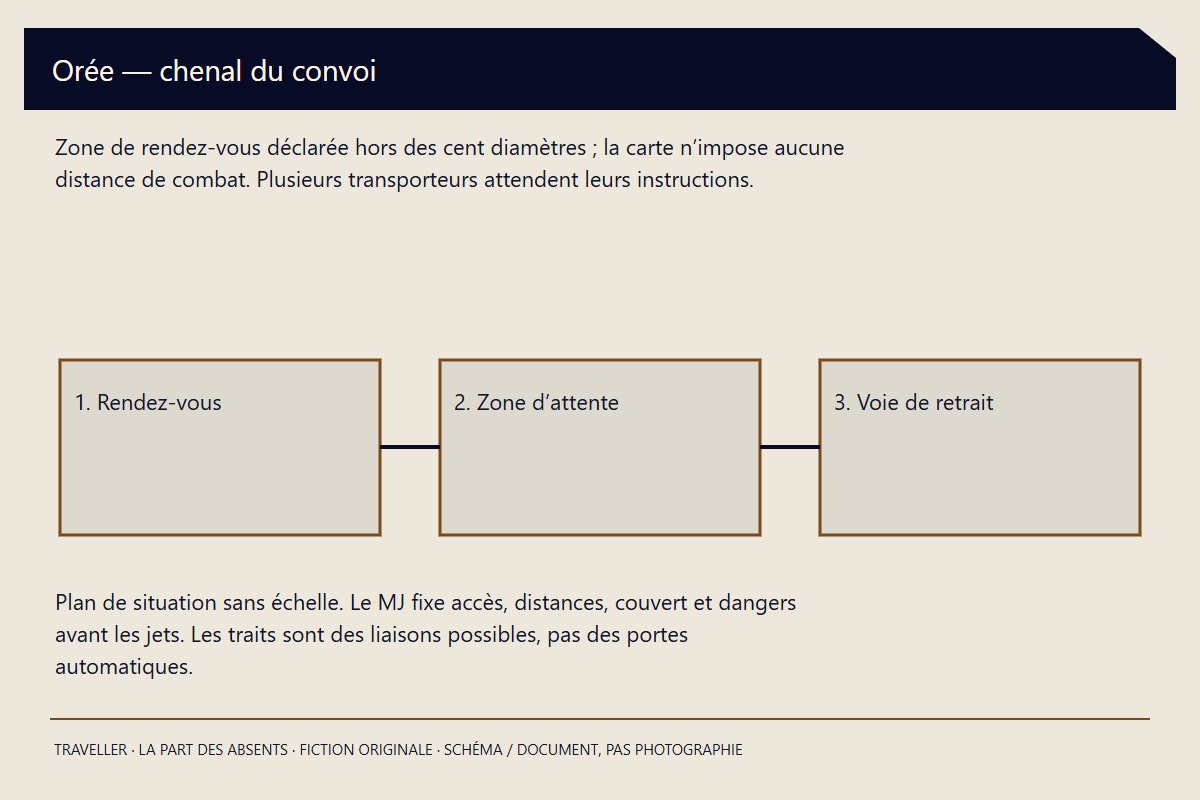 Orée — chenal du convoi
Zone de rendez-vous déclarée hors des cent diamètres ; la carte n’impose aucune
distance de combat. Plusieurs transporteurs attendent leurs instructions.
1. Rendez-vous
2. Zone d’attente
3. Voie de retrait
Plan de situation sans échelle. Le MJ fixe accès, distances, couvert et dangers
avant les jets. Les traits sont des liaisons possibles, pas des portes
automatiques.
TRAVELLER · LA PART DES ABSENTS · FICTION ORIGINALE · SCHÉMA / DOCUMENT, PAS PHOTOGRAPHIE